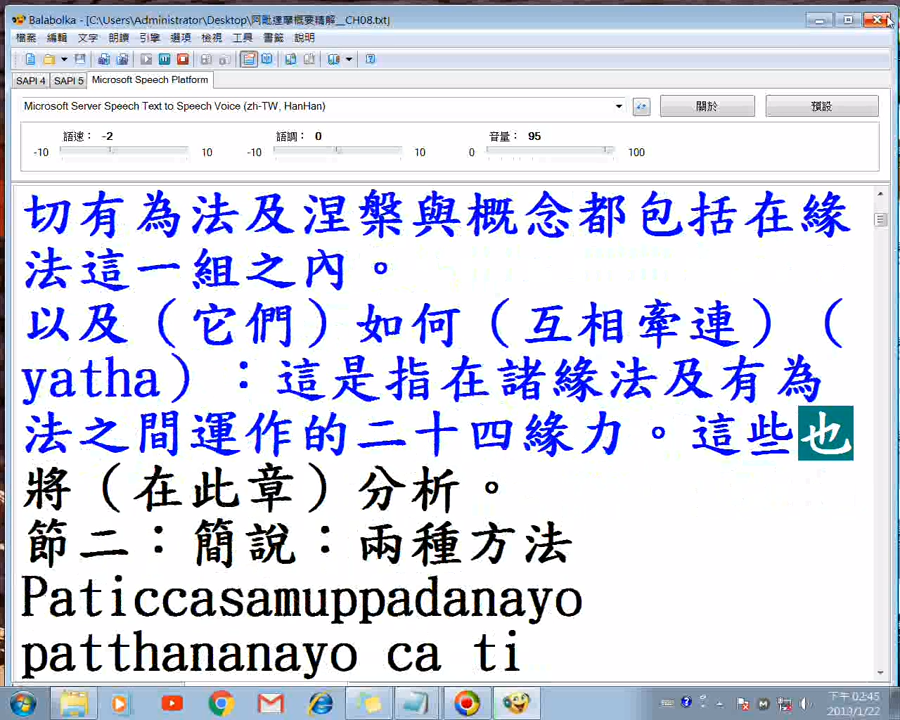 Balabolka - [C:\Users\Administrator\Desktop\阿毗達摩概要精解__CH08.txt]
檔案 編輯 文字 朗讀 引擎 選項 檢視 工具 書籤 說明
SAPI 4 SAPI 5 Microsoft Speech Platform
Microsoft Server Speech Text to Speech Voice (zh-TW, HanHan) 關於 預設
語速: -2 語調: 0 音量: 95
-10 10 -10 10 0 100
切有為法及涅槃與概念都包括在緣
法這一組之內。
以及（它們）如何（互相牽連）（
yatha）：這是指在諸緣法及有為
法之間運作的二十四緣力。這些也
將（在此章）分析。
節二：簡說：兩種方法
Paticcasamuppadanayo
patthananayo ca ti
下午 02:45
2013/1/22